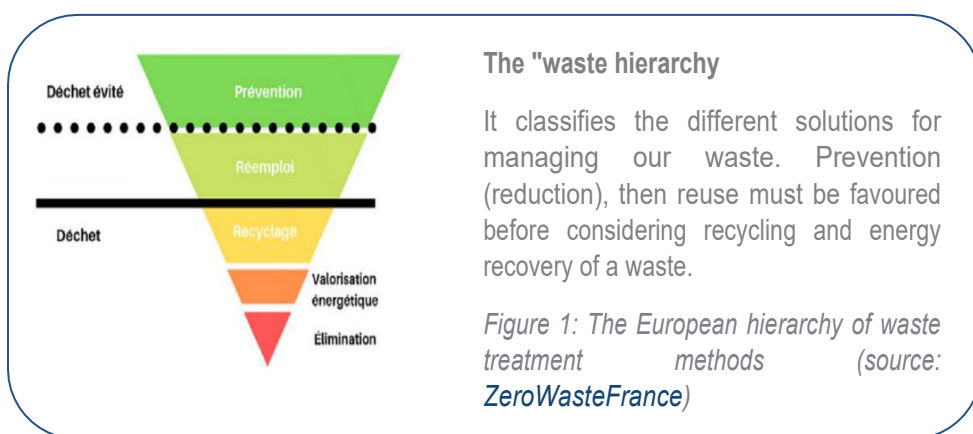 Déchet évité
Prévention
Réemploi
Déchet
Recyclage
Valorisation
énergétique
Élimination
The "waste hierarchy
It classifies the different solutions for
managing our waste. Prevention
(reduction), then reuse must be favoured
before considering recycling and energy
recovery of a waste.
Figure 1: The European hierarchy of waste
treatment methods (source:
ZeroWasteFrance)